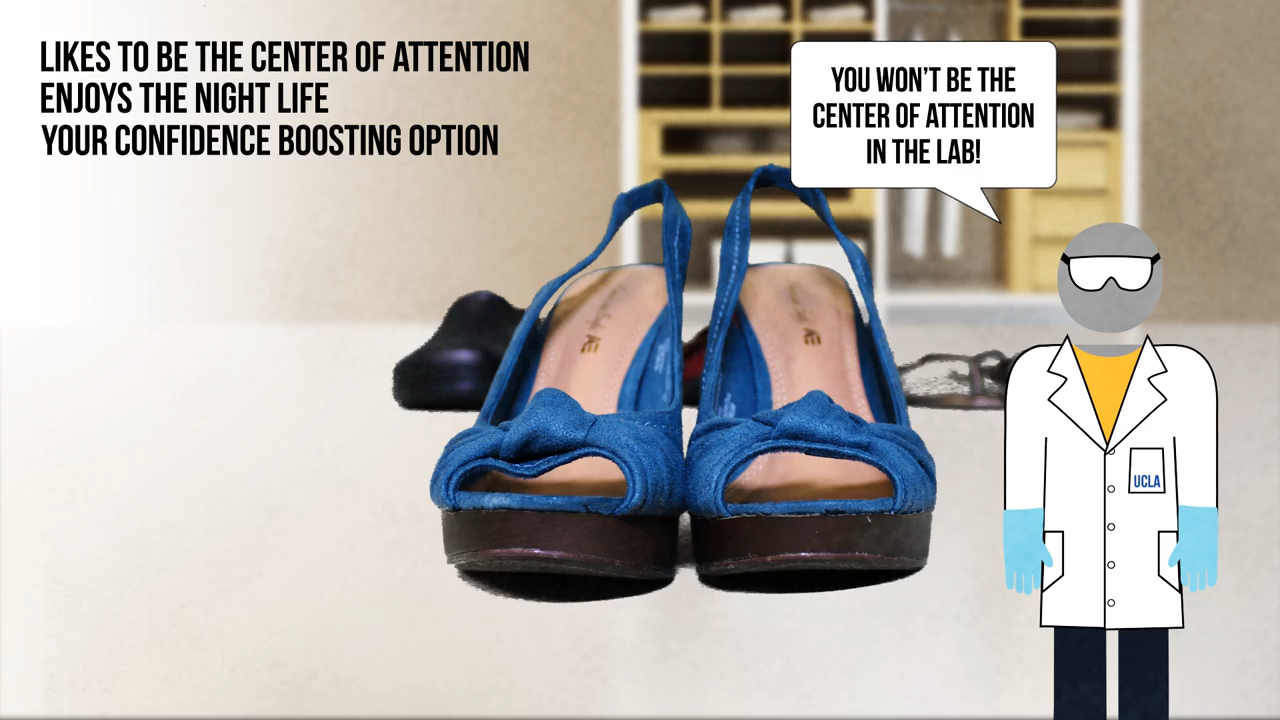 LIKES TO BE THE CENTER OF ATTENTION
ENJOYS THE NIGHT LIFE
YOUR CONFIDENCE BOOSTING OPTION
YOU WON'T BE THE
CENTER OF ATTENTION
IN THE LAB!
UCLA